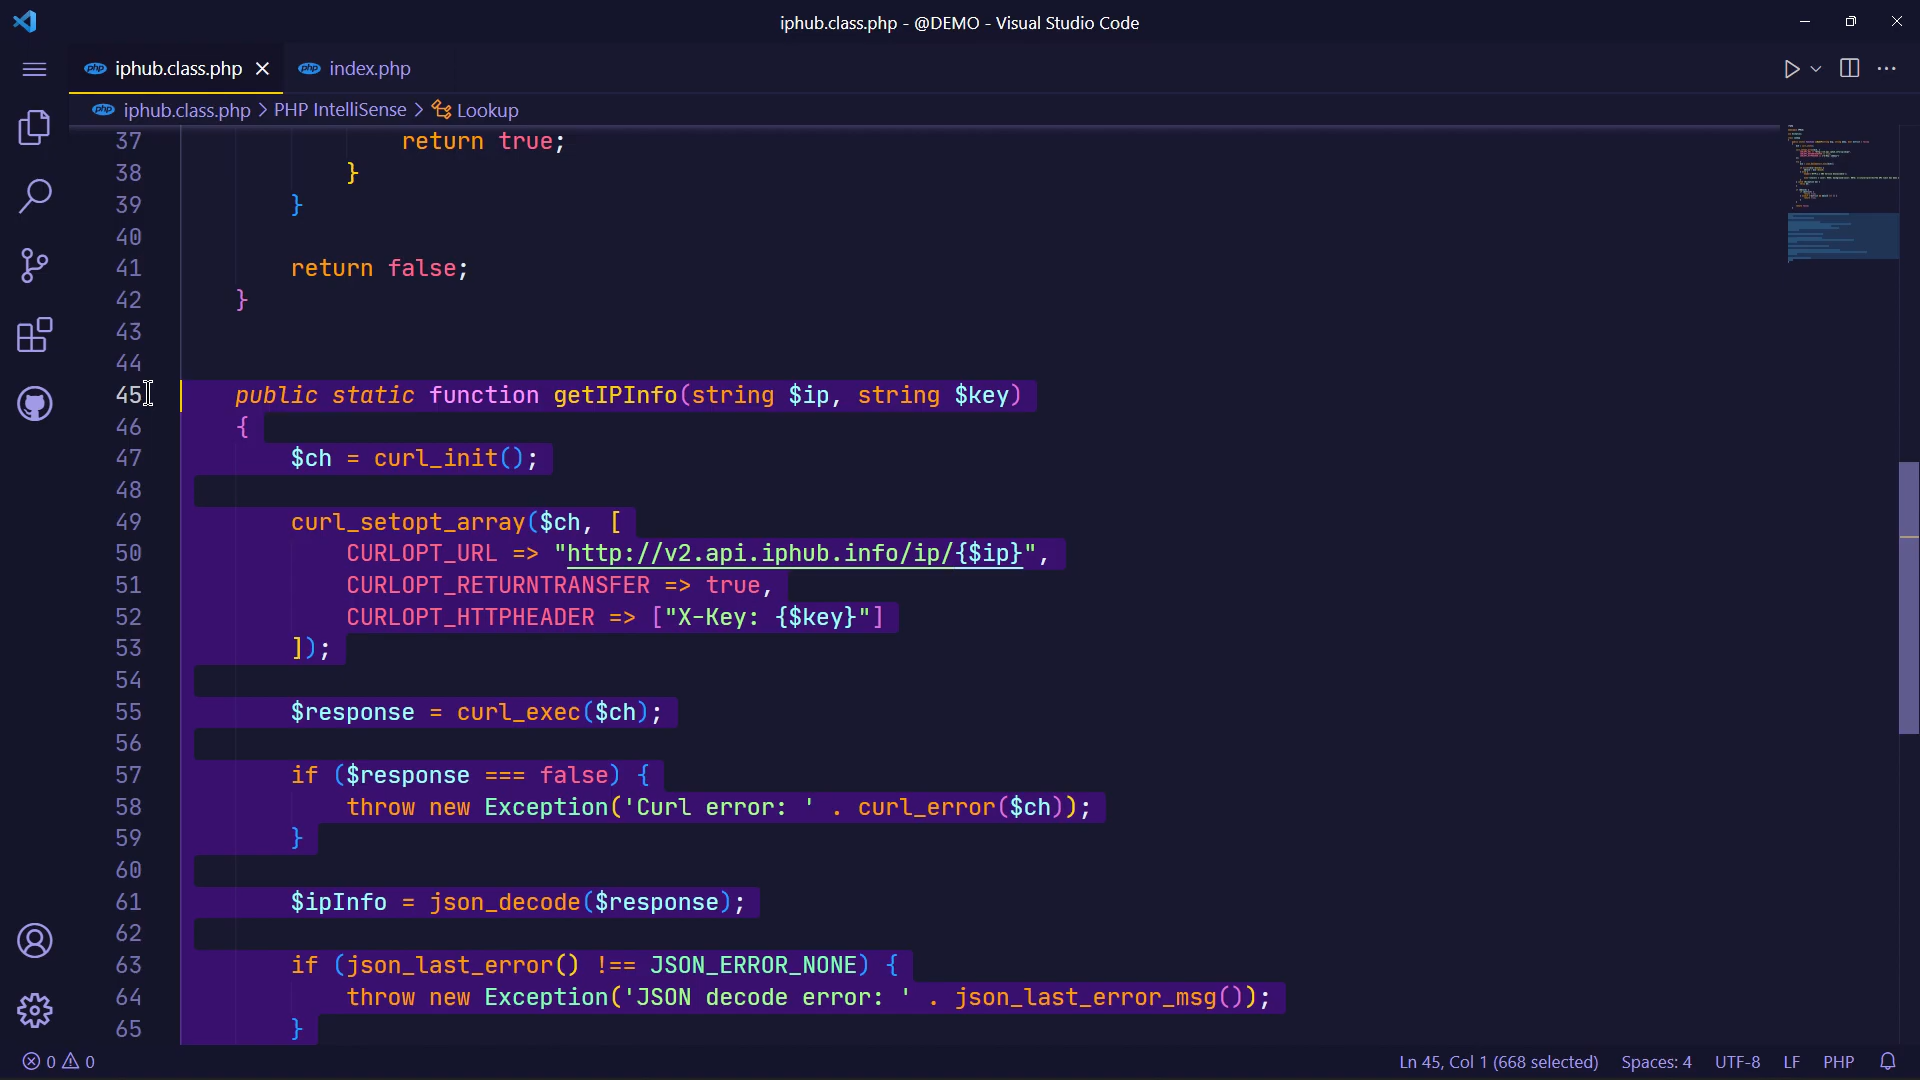 iphub.class.php - @DEMO - Visual Studio Code
php iphub.class.php
php index.php
php iphub.class.php > PHP IntelliSense > Lookup
37 return true;
38 }
39 }
40
41 return false;
42 }
43
44
45 public static function getIPInfo(string $ip, string $key)
46 {
47 $ch = curl_init();
48
49 curl_setopt_array($ch, [
50 CURLOPT_URL => "http://v2.api.iphub.info/ip/{$ip}",
51 CURLOPT_RETURNTRANSFER => true,
52 CURLOPT_HTTPHEADER => ["X-Key: {$key}"]
53 ]);
54
55 $response = curl_exec($ch);
56
57 if ($response === false) {
58 throw new Exception('Curl error: ' . curl_error($ch));
59 }
60
61 $ipInfo = json_decode($response);
62
63 if (json_last_error() !== JSON_ERROR_NONE) {
64 throw new Exception('JSON decode error: ' . json_last_error_msg());
65 }
0 0 Ln 45, Col 1 (668 selected) Spaces: 4 UTF-8 LF PHP